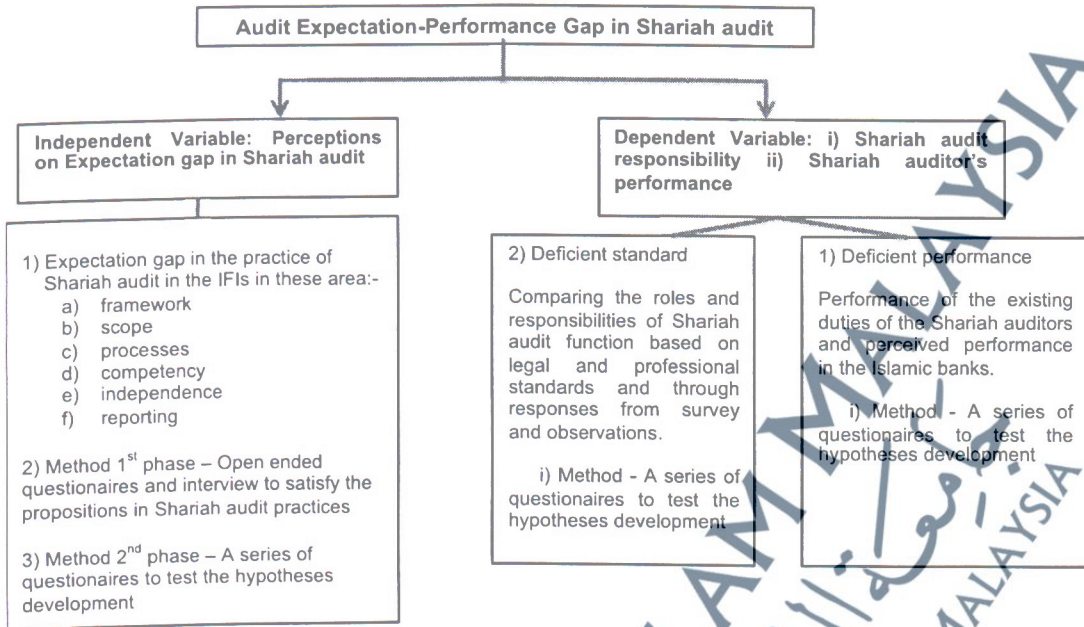 Audit Expectation-Performance Gap in Shariah audit
Independent Variable: Perceptions
on Expectation gap in Shariah audit
Dependent Variable: i) Shariah audit
responsibility ii) Shariah auditor's
performance
1) Expectation gap in the practice of
Shariah audit in the IFIs in these area:-
a) framework
b) scope
c) processes
d) competency
e) independence
f) reporting
2) Method 1st phase – Open ended
questionaires and interview to satisfy the
propositions in Shariah audit practices
3) Method 2nd phase – A series of
questionaires to test the hypotheses
development
2) Deficient standard
Comparing the roles and
responsibilities of Shariah
audit function based on
legal and professional
standards and through
responses from survey
and observations.
i) Method - A series of
questionaires to test the
hypotheses development
1) Deficient performance
Performance of the existing
duties of the Shariah auditors
and perceived performance
in the Islamic banks.
i) Method - A series of
questionaires to test the
hypotheses development
AM MALAYSIA
MALAYSIA